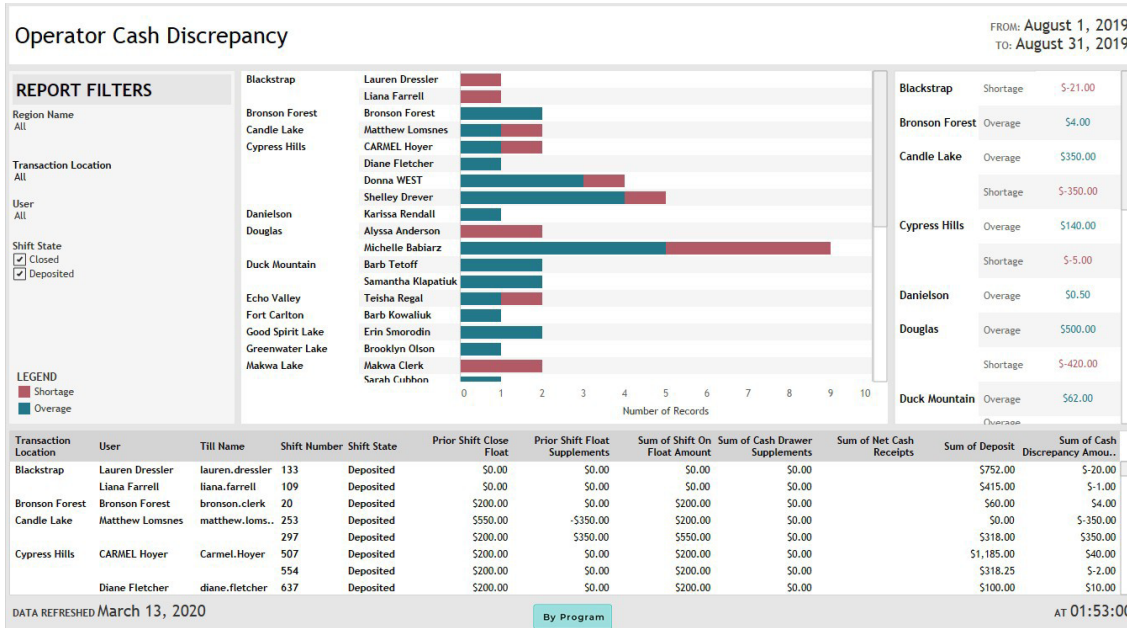 Operator Cash Discrepancy
FROM: August 1, 2019
TO: August 31, 2019
REPORT FILTERS
Region Name
All
Transaction Location
All
User
All
Shift State
Closed
Deposited
LEGEND
Shortage
Overage
Blackstrap Lauren Dressler
Liana Farrell
Bronson Forest Bronson Forest
Candle Lake Matthew Lomsnes
Cypress Hills CARMEL Hoyer
Diane Fletcher
Donna WEST
Shelley Drever
Danielson Karissa Rendall
Douglas Alyssa Anderson
Michelle Babiarz
Duck Mountain Barb Tetoff
Samantha Klapatiuk
Echo Valley Teisha Regal
Fort Carlton Barb Kowaliuk
Good Spirit Lake Erin Smorodin
Greenwater Lake Brooklyn Olson
Makwa Lake Makwa Clerk
Sarah Cubbon
0 1 2 3 4 5 6 7 8 9 10
Number of Records
Blackstrap Shortage $-21.00
Bronson Forest Overage $4.00
Candle Lake Overage $350.00
Shortage $-350.00
Cypress Hills Overage $140.00
Shortage $-5.00
Danielson Overage $0.50
Douglas Overage $500.00
Shortage $-420.00
Duck Mountain Overage $62.00
Overage
Transaction Location User Till Name Shift Number Shift State Prior Shift Close Float Prior Shift Float Supplements Sum of Shift On Float Amount Sum of Cash Drawer Supplements Sum of Net Cash Receipts Sum of Deposit Sum of Cash Discrepancy Amou..
Blackstrap Lauren Dressler lauren.dressler 133 Deposited $0.00 $0.00 $0.00 $0.00 $752.00 $-20.00
Liana Farrell liana.farrell 109 Deposited $0.00 $0.00 $0.00 $0.00 $415.00 $-1.00
Bronson Forest Bronson Forest bronson.clerk 20 Deposited $200.00 $0.00 $200.00 $0.00 $60.00 $4.00
Candle Lake Matthew Lomsnes matthew.loms.. 253 Deposited $550.00 -$350.00 $200.00 $0.00 $0.00 $-350.00
297 Deposited $200.00 $350.00 $550.00 $0.00 $318.00 $350.00
Cypress Hills CARMEL Hoyer Carmel.Hoyer 507 Deposited $200.00 $0.00 $200.00 $0.00 $1,185.00 $40.00
554 Deposited $200.00 $0.00 $200.00 $0.00 $318.25 $-2.00
Diane Fletcher diane.fletcher 637 Deposited $200.00 $0.00 $200.00 $0.00 $100.00 $10.00
DATA REFRESHED March 13, 2020
By Program
AT 01:53:00